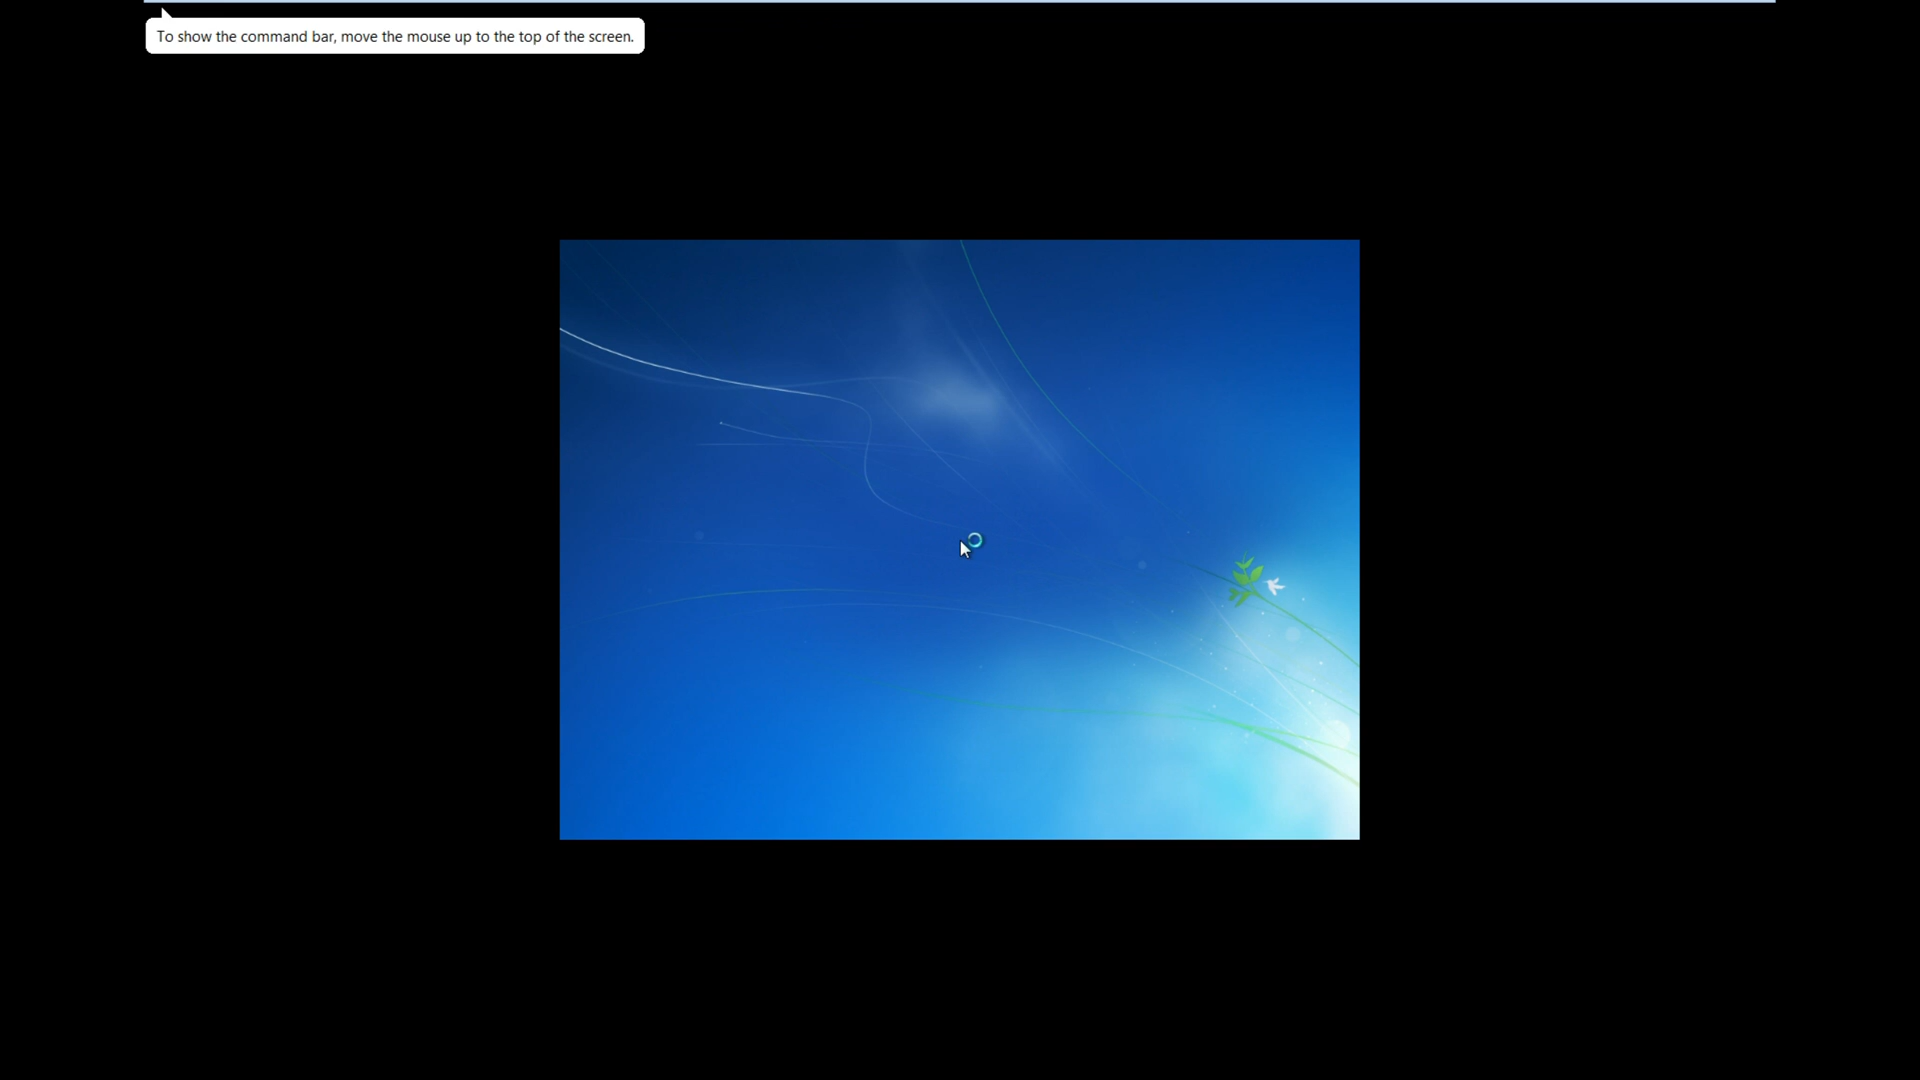 To show the command bar, move the mouse up to the top of the screen.